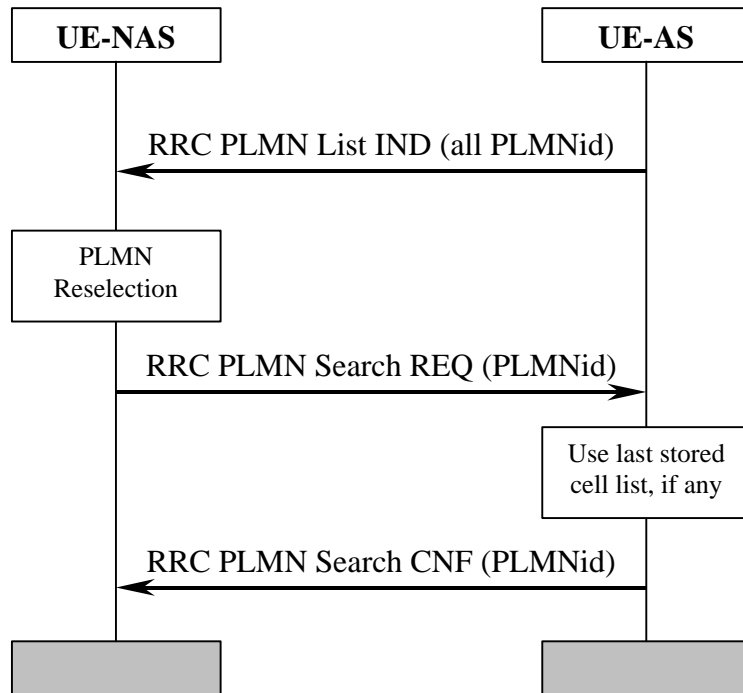 UE-NAS
UE-AS
RRC PLMN List IND (all PLMNid)
PLMN
Reselection
RRC PLMN Search REQ (PLMNid)
Use last stored
cell list, if any
RRC PLMN Search CNF (PLMNid)